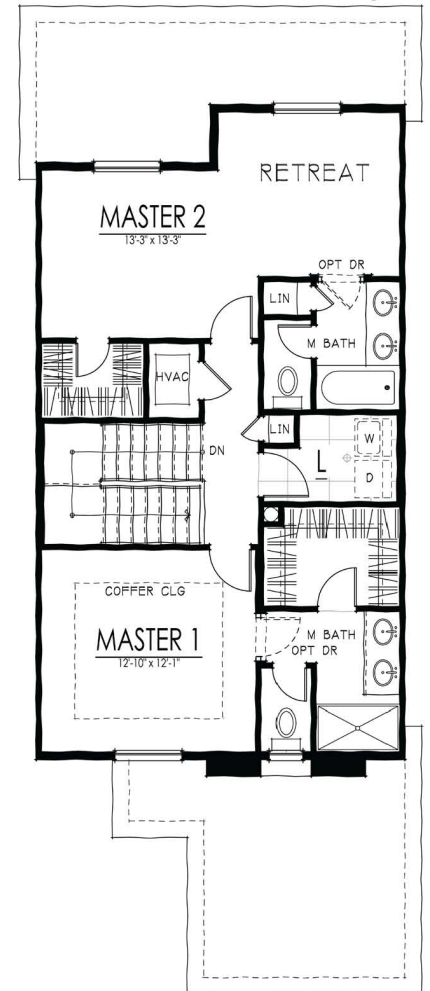 RETREAT
MASTER 2
13'-3" x 13'-3"
OPT DR
LIN
M BATH
HVAC
LIN
W
DN
L
D
COFFER CLG
MASTER 1
12'-10" x 12'-1"
M BATH
OPT DR